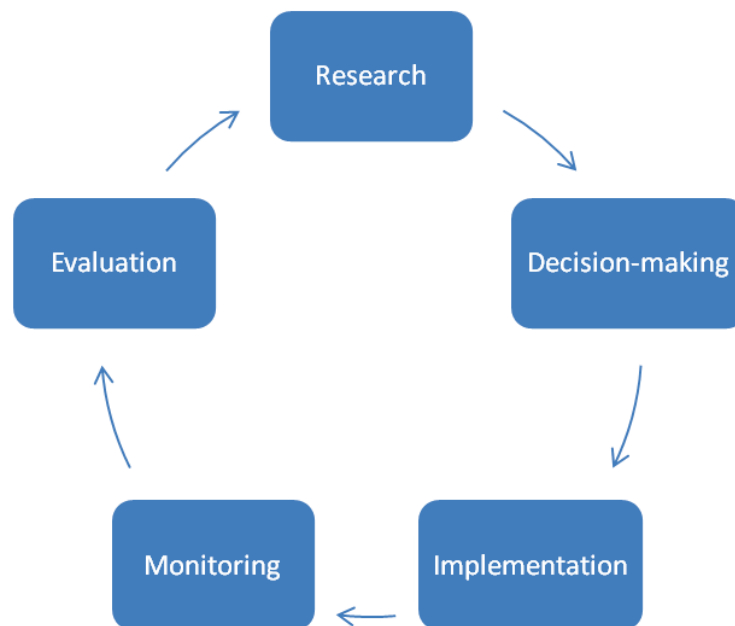 Research
Decision-making
Implementation
Monitoring
Evaluation